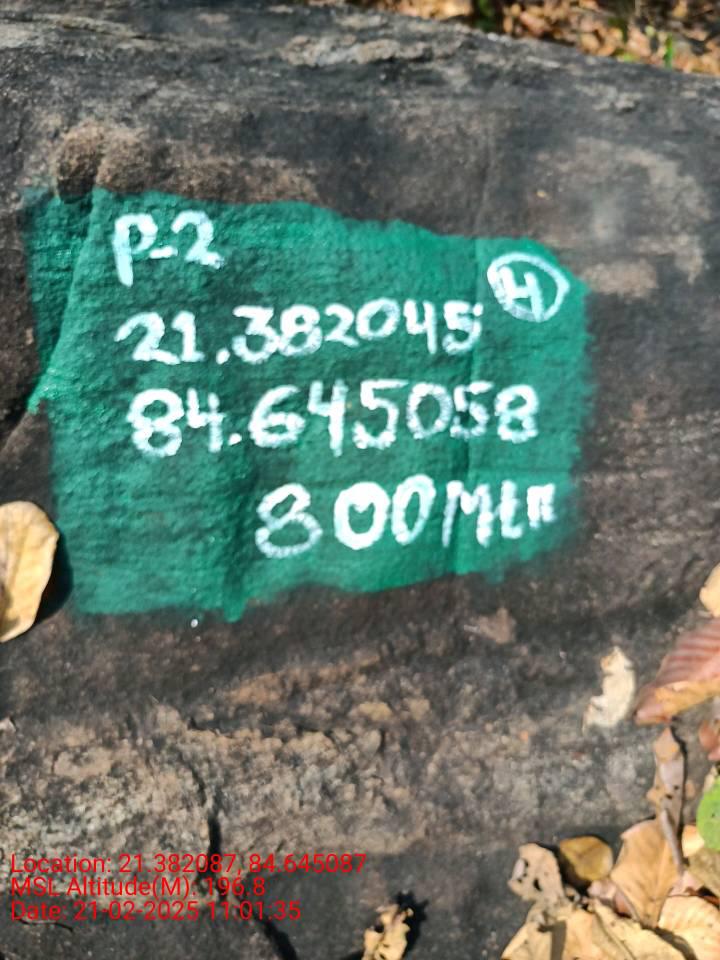 P-2
H
21.382045
84.645058
800Mtr
Location: 21.382087, 84.645087
MSL Altitude(M): 196.8
Date: 21-02-2025 11:01:35